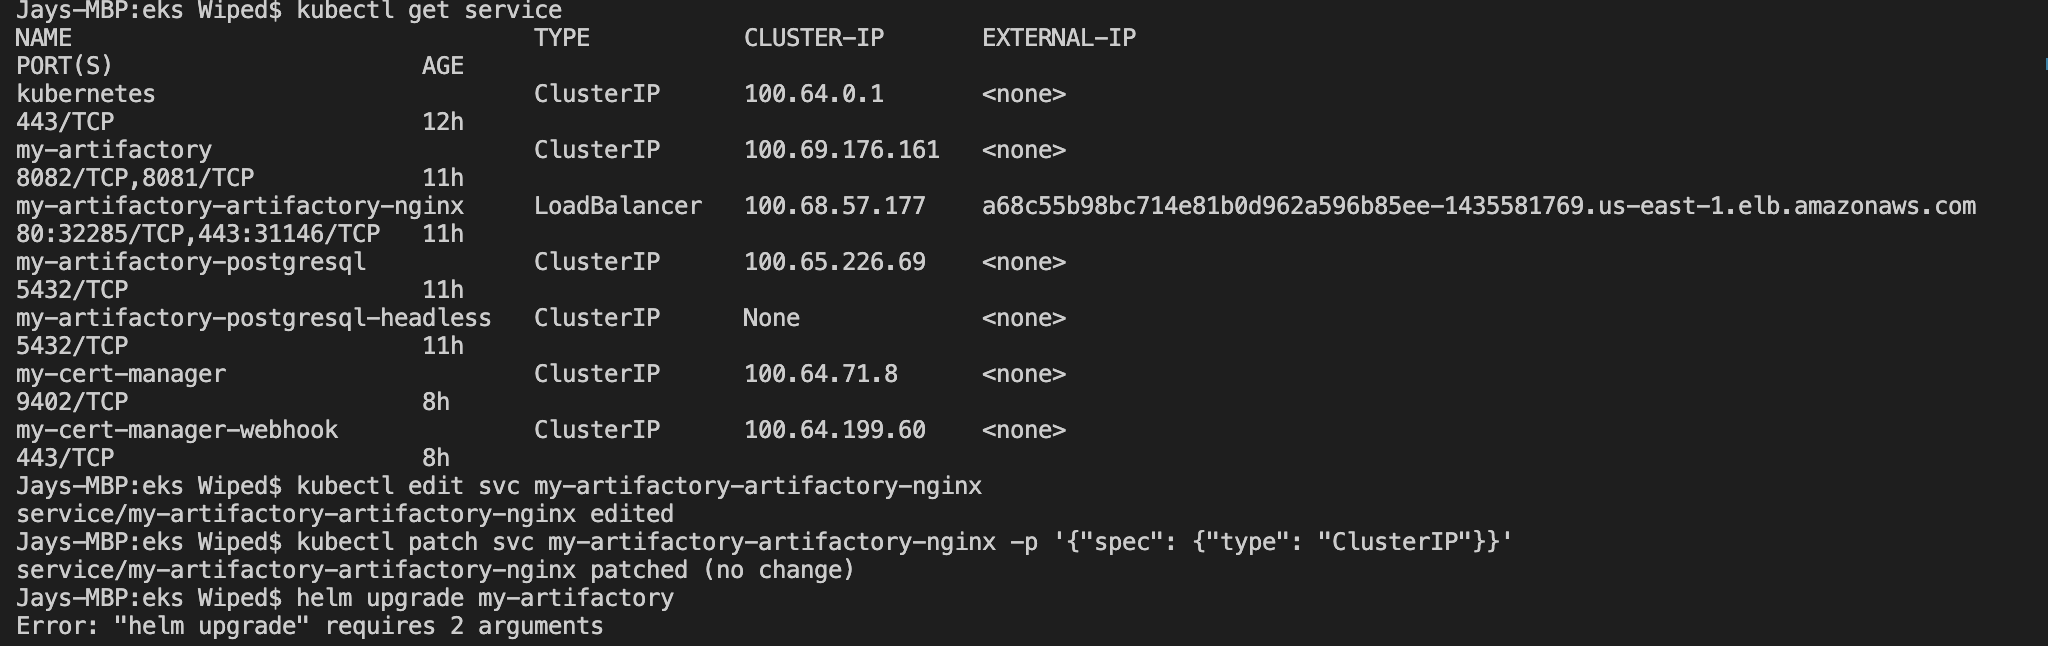 Jays-MBP:eks Wiped$ kubectl get service
NAME                                 TYPE           CLUSTER-IP       EXTERNAL-IP
PORT(S)                      AGE
kubernetes                           ClusterIP      100.64.0.1       <none>
443/TCP                      12h
my-artifactory                       ClusterIP      100.69.176.161   <none>
8082/TCP,8081/TCP            11h
my-artifactory-artifactory-nginx     LoadBalancer   100.68.57.177    a68c55b98bc714e81b0d962a596b85ee-1435581769.us-east-1.elb.amazonaws.com
80:32285/TCP,443:31146/TCP   11h
my-artifactory-postgresql            ClusterIP      100.65.226.69    <none>
5432/TCP                     11h
my-artifactory-postgresql-headless   ClusterIP      None             <none>
5432/TCP                     11h
my-cert-manager                      ClusterIP      100.64.71.8      <none>
9402/TCP                     8h
my-cert-manager-webhook              ClusterIP      100.64.199.60    <none>
443/TCP                      8h
Jays-MBP:eks Wiped$ kubectl edit svc my-artifactory-artifactory-nginx
service/my-artifactory-artifactory-nginx edited
Jays-MBP:eks Wiped$ kubectl patch svc my-artifactory-artifactory-nginx -p '{"spec": {"type": "ClusterIP"}}'
service/my-artifactory-artifactory-nginx patched (no change)
Jays-MBP:eks Wiped$ helm upgrade my-artifactory
Error: "helm upgrade" requires 2 arguments